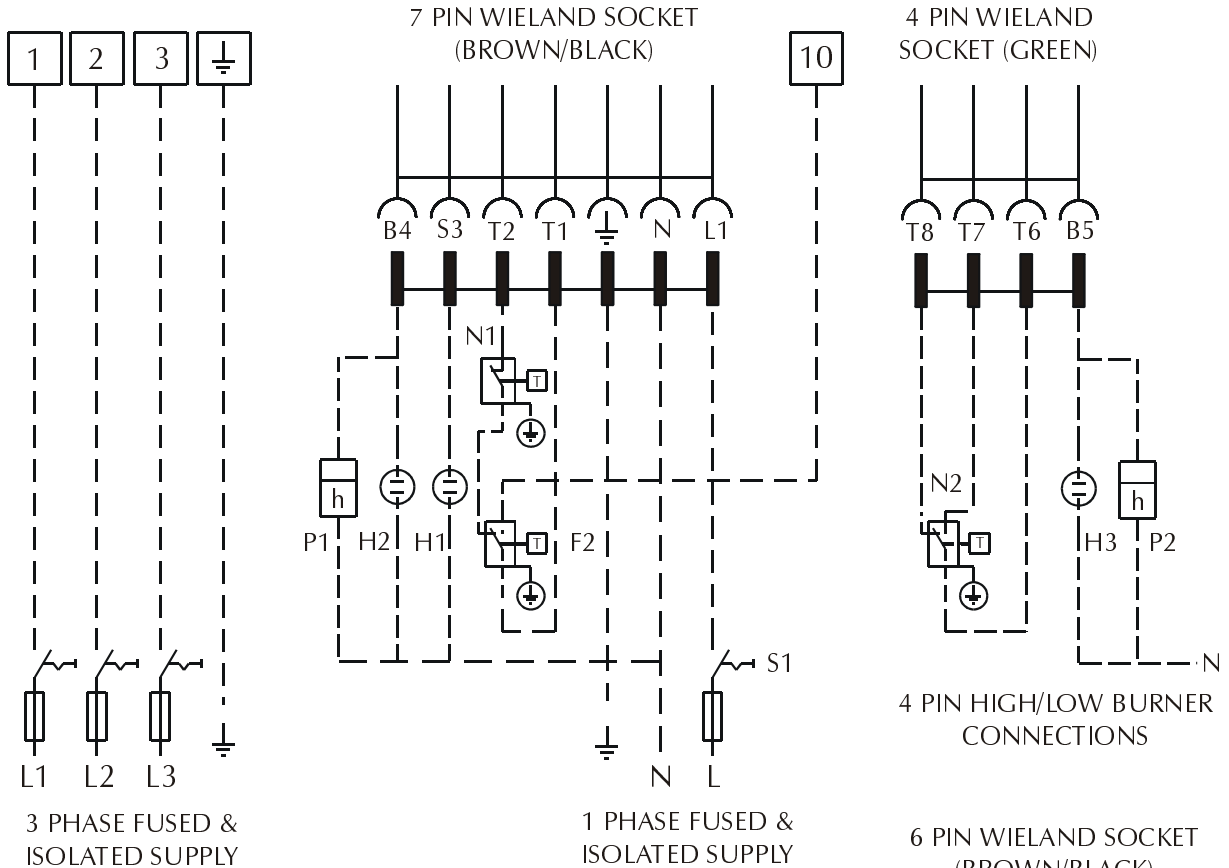 7 PIN WIELAND SOCKET
(BROWN/BLACK)
4 PIN WIELAND
SOCKET (GREEN)
1
2
3
10
B4
S3
T2
T1
N
L1
T8
T7
T6
B5
N1
T
N2
h
h
P1
H2
H1
T
F2
T
H3
P2
S1
N
4 PIN HIGH/LOW BURNER
CONNECTIONS
L1
L2
L3
N
L
3 PHASE FUSED &
ISOLATED SUPPLY
1 PHASE FUSED &
ISOLATED SUPPLY
6 PIN WIELAND SOCKET
(BROWN/BLACK)